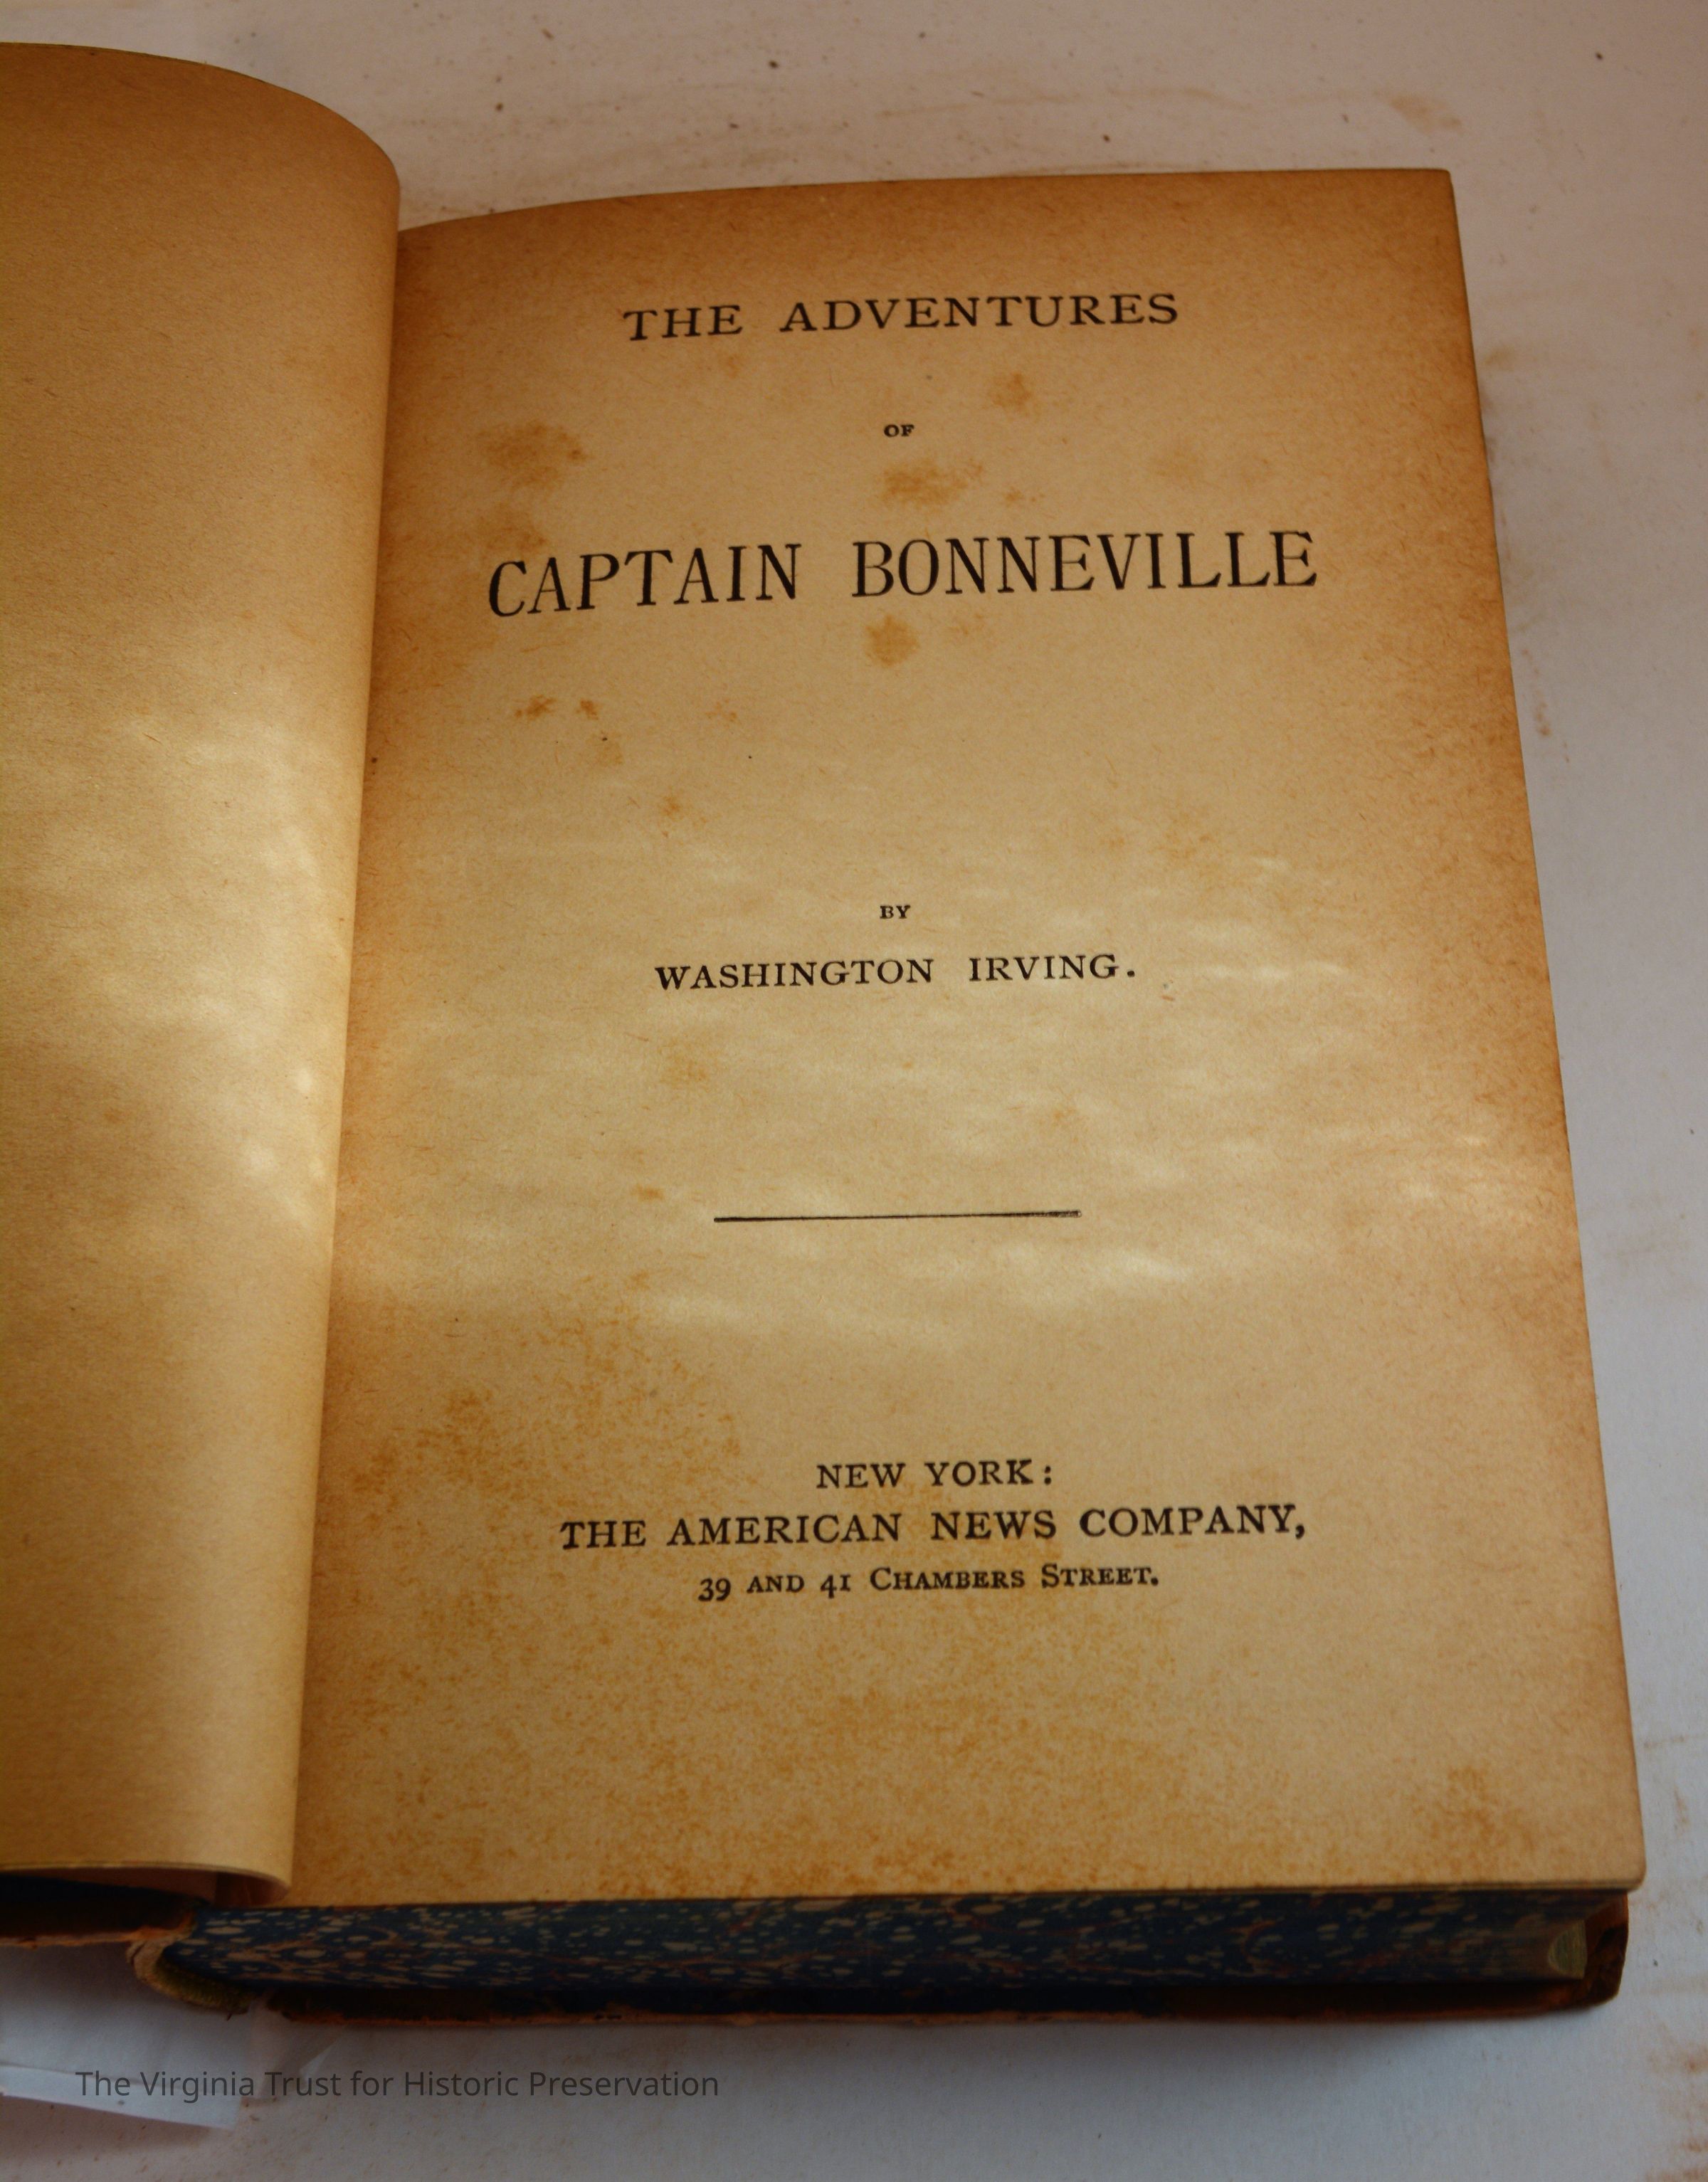 THE ADVENTURES
OF
CAPTAIN BONNEVILLE
BY
WASHINGTON IRVING.
NEW YORK:
THE AMERICAN NEWS COMPANY,
39 AND 41 CHAMBERS STREET.
The Virginia Trust for Historic Preservation